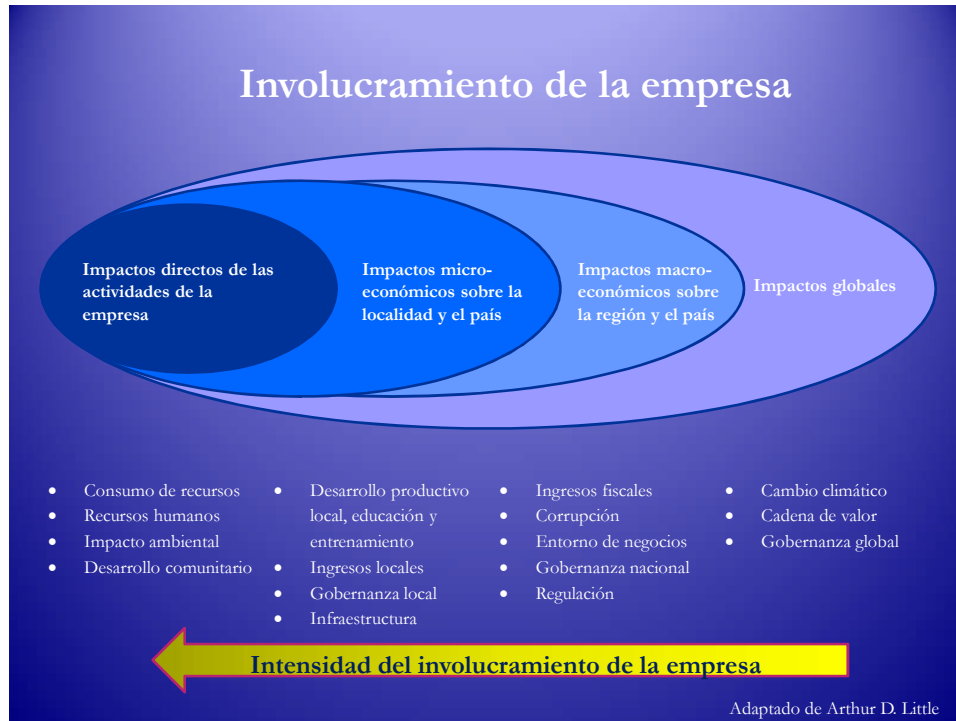 Involucramiento de la empresa
Impactos directos de las
actividades de la
empresa
Impactos micro-
económicos sobre la
localidad y el país
Impactos macro-
económicos sobre
la región y el país
Impactos globales
• Consumo de recursos
• Recursos humanos
• Impacto ambiental
• Desarrollo comunitario
• Desarrollo productivo
local, educación y
entrenamiento
• Ingresos locales
• Gobernanza local
• Infraestructura
• Ingresos fiscales
• Corrupción
• Entorno de negocios
• Gobernanza nacional
• Regulación
• Cambio climático
• Cadena de valor
• Gobernanza global
Intensidad del involucramiento de la empresa
Adaptado de Arthur D. Little